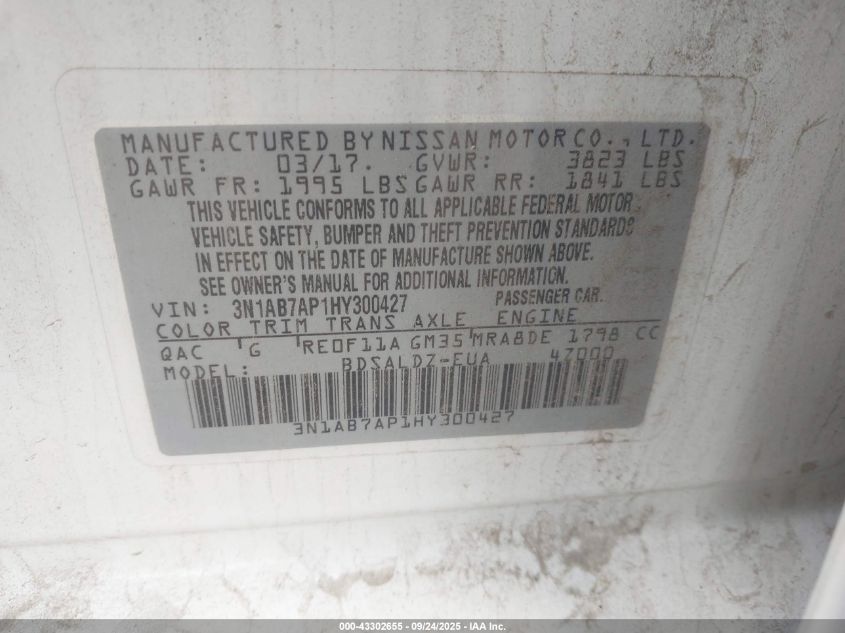 MANUFACTURED BY NISSAN MOTOR CO., LTD.
DATE: 03/17. GVWR: 3823 LBS
GAWR FR: 1995 LBS GAWR RR: 1841 LBS
THIS VEHICLE CONFORMS TO ALL APPLICABLE FEDERAL MOTOR
VEHICLE SAFETY, BUMPER AND THEFT PREVENTION STANDARDS
IN EFFECT ON THE DATE OF MANUFACTURE SHOWN ABOVE.
SEE OWNER'S MANUAL FOR ADDITIONAL INFORMATION.
VIN: 3N1AB7AP1HY300427 PASSENGER CAR.
COLOR TRIM TRANS AXLE ENGINE
QAC G RE0F11A GM35 MRA8DE 1798 CC
MODEL: BDSALDZ-EUA 47000
3N1AB7AP1HY300427
000-43302655 - 09/24/2025 - IAA Inc.